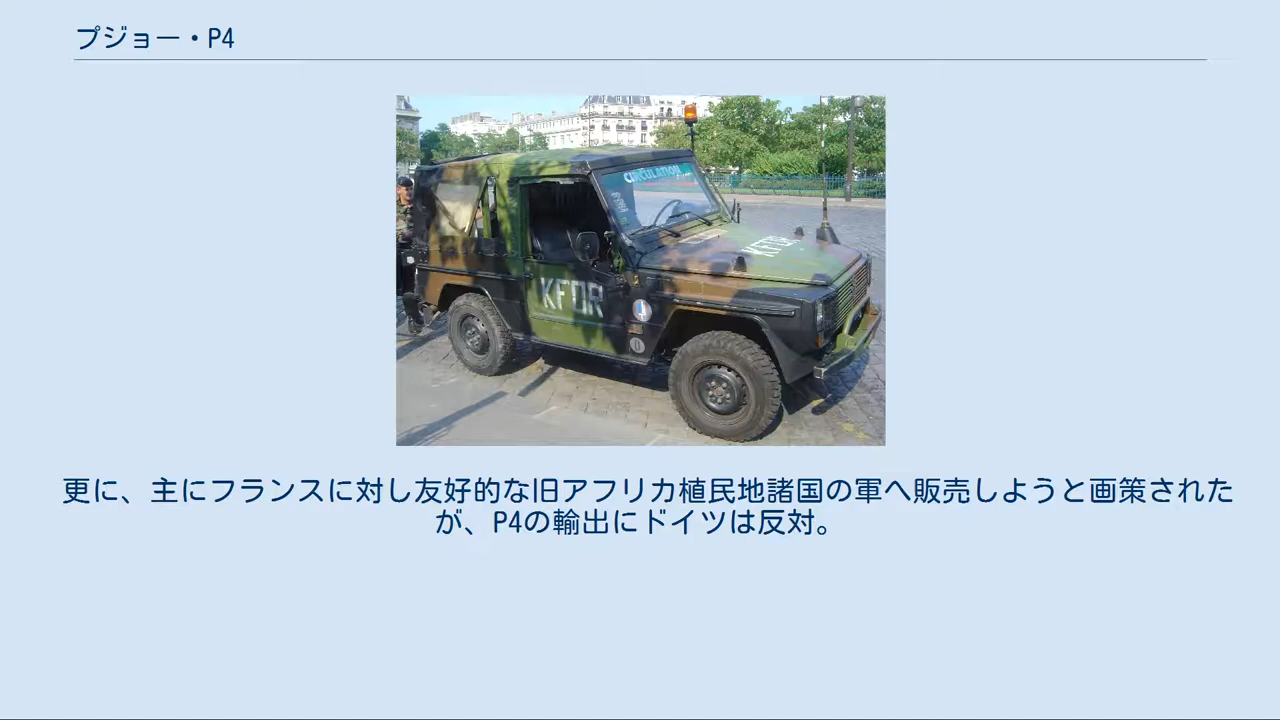 プジョー・P4
CIRCULATION
KFOR
KFOR
更に、主にフランスに対し友好的な旧アフリカ植民地諸国の軍へ販売しようと画策された
が、P4の輸出にドイツは反対。